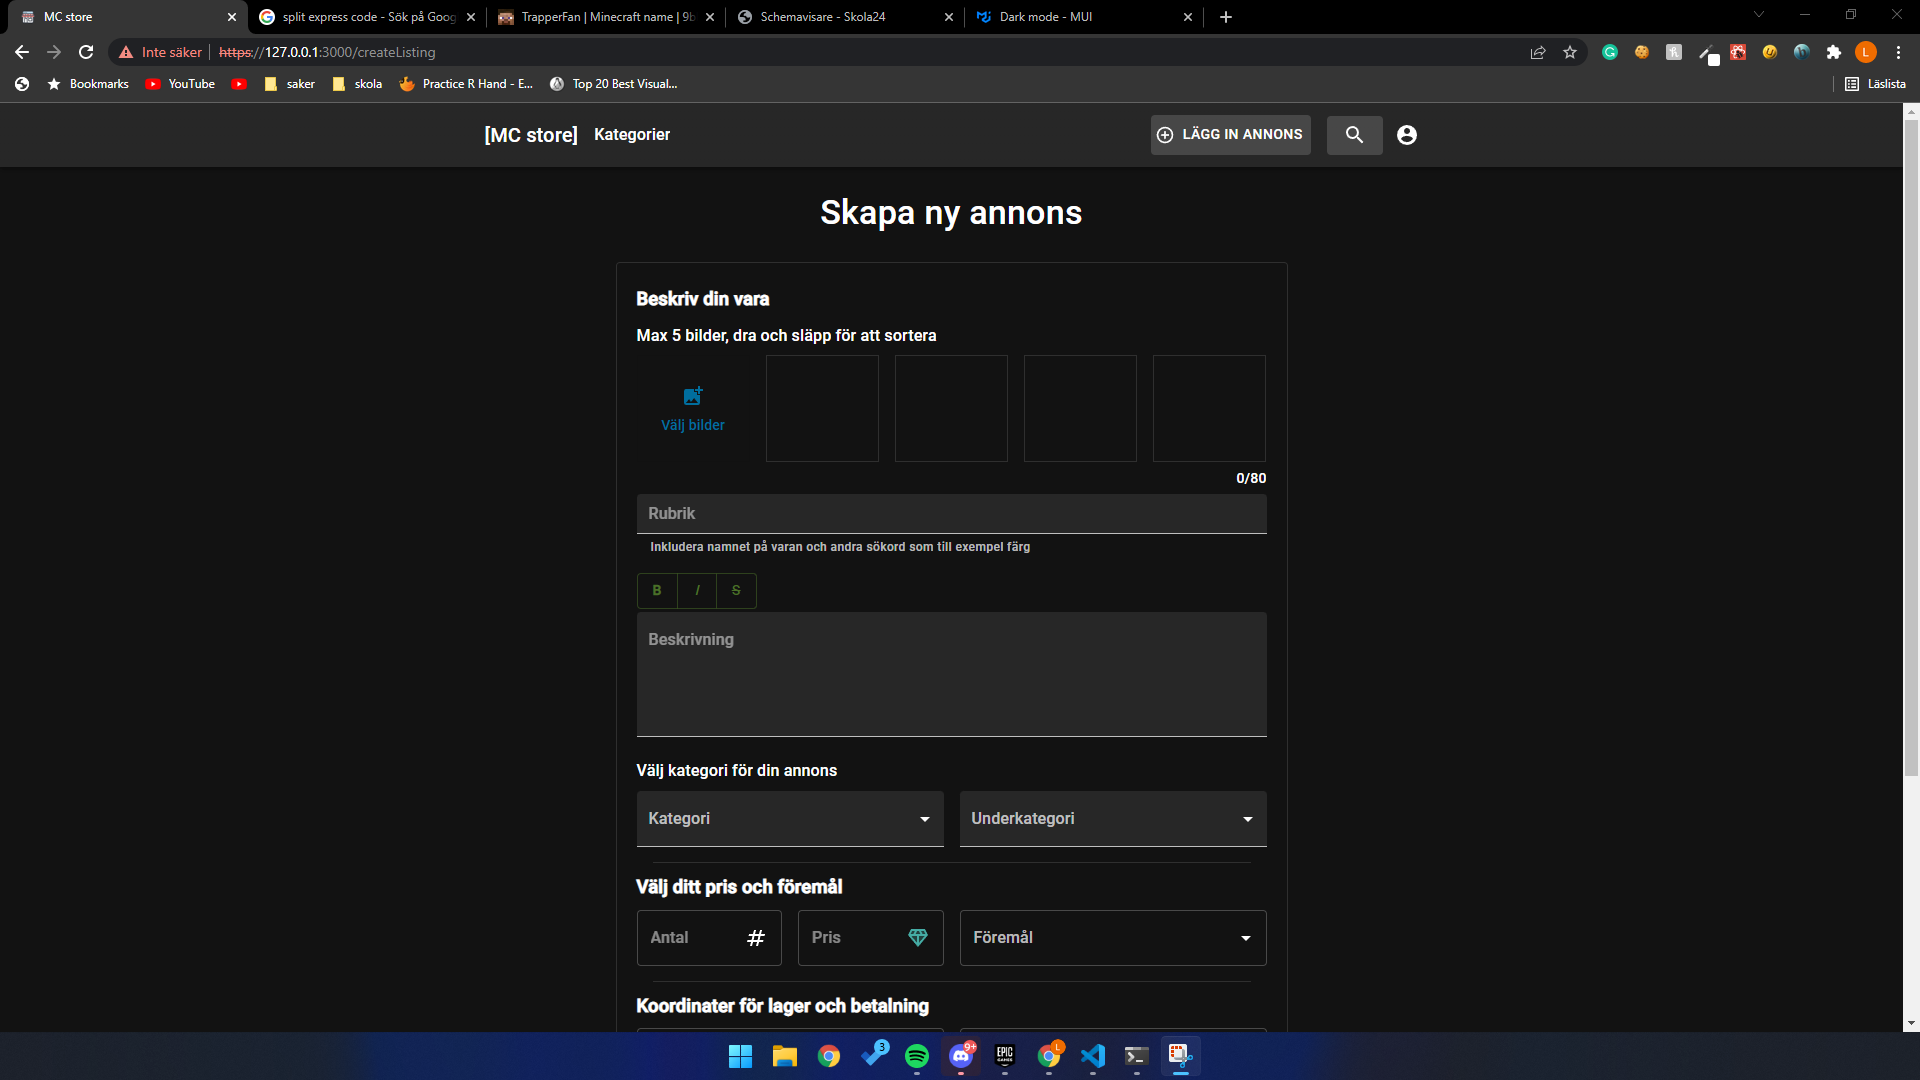 MC store
split express code - Sök på Goog
TrapperFan | Minecraft name | 9b
Schemavisare - Skola24
Dark mode - MUI
Inte säker
https://127.0.0.1:3000/createListing
L
Bookmarks
YouTube
saker
skola
Practice R Hand - E...
Top 20 Best Visual...
Läslista
[MC store]
Kategorier
LÄGG IN ANNONS
Skapa ny annons
Beskriv din vara
Max 5 bilder, dra och släpp för att sortera
Välj bilder
0/80
Rubrik
Inkludera namnet på varan och andra sökord som till exempel färg
B I S
Beskrivning
Välj kategori för din annons
Kategori
Underkategori
Välj ditt pris och föremål
Antal #
Pris
Föremål
Koordinater för lager och betalning
3
9+
EPIC
GAMES
L